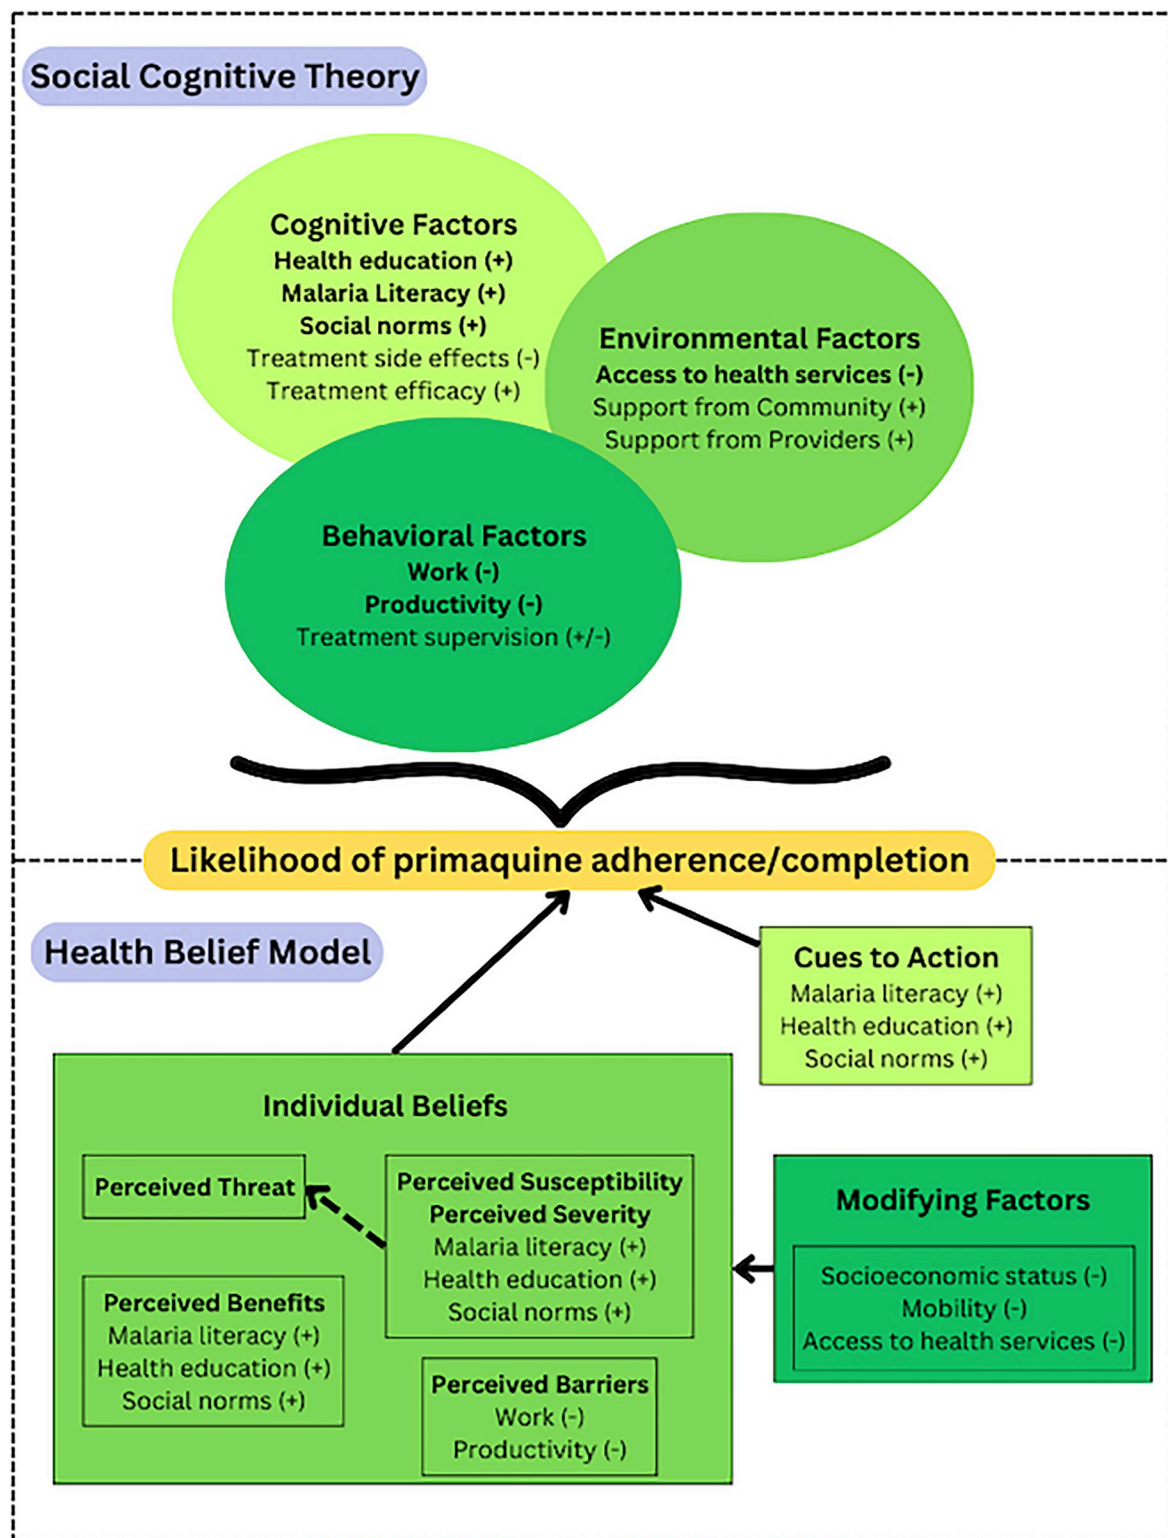 Social Cognitive Theory
Cognitive Factors
Health education (+)
Malaria Literacy (+)
Social norms (+)
Treatment side effects (-)
Treatment efficacy (+)
Environmental Factors
Access to health services (-)
Support from Community (+)
Support from Providers (+)
Behavioral Factors
Work (-)
Productivity (-)
Treatment supervision (+/-)
Likelihood of primaquine adherence/completion
Health Belief Model
Cues to Action
Malaria literacy (+)
Health education (+)
Social norms (+)
Individual Beliefs
Perceived Threat
Perceived Susceptibility
Perceived Severity
Malaria literacy (+)
Health education (+)
Social norms (+)
Perceived Benefits
Malaria literacy (+)
Health education (+)
Social norms (+)
Perceived Barriers
Work (-)
Productivity (-)
Modifying Factors
Socioeconomic status (-)
Mobility (-)
Access to health services (-)